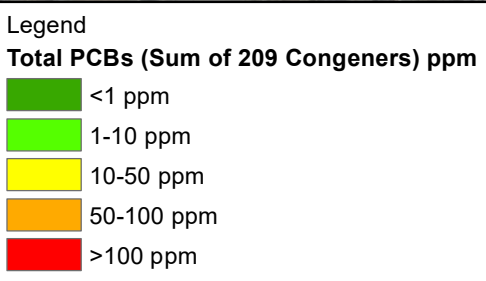 Legend
Total PCBs (Sum of 209 Congeners) ppm
<1 ppm
1-10 ppm
10-50 ppm
50-100 ppm
>100 ppm